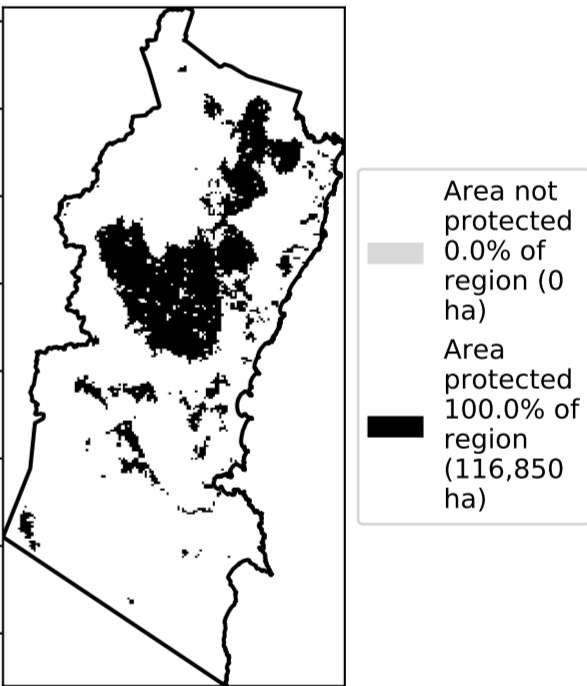 Area not
protected
0.0% of
region (0
ha)
Area
protected
100.0% of
region
(116,850
ha)